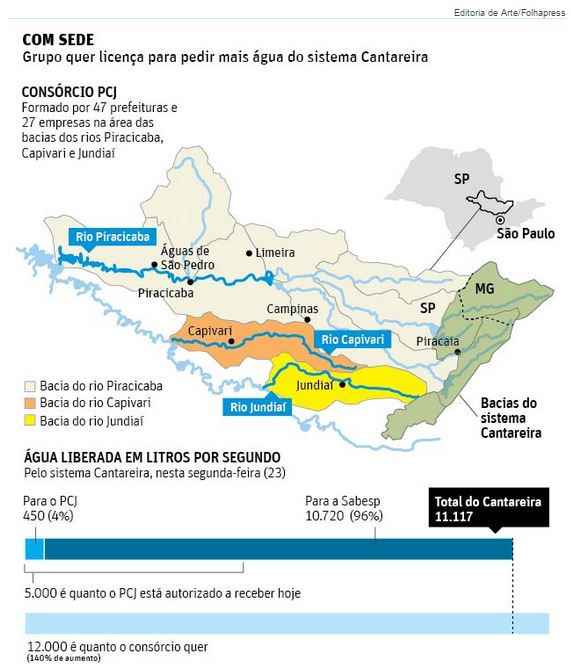 Editoria de Arte/Folhapress
COM SEDE
Grupo quer licença para pedir mais água do sistema Cantareira
CONSÓRCIO PCJ
Formado por 47 prefeituras e
27 empresas na área das
bacias dos rios Piracicaba,
Capivari e Jundiaí
SP
São Paulo
Rio Piracicaba
Águas de
São Pedro
Limeira
Piracicaba
MG
SP
Campinas
Capivari
Rio Capivari
Piracaia
Jundiaí
Rio Jundiaí
Bacias do
sistema
Cantareira
Bacia do rio Piracicaba
Bacia do rio Capivari
Bacia do rio Jundiaí
ÁGUA LIBERADA EM LITROS POR SEGUNDO
Pelo sistema Cantareira, nesta segunda-feira (23)
Para o PCJ
450 (4%)
Para a Sabesp
10.720 (96%)
Total do Cantareira
11.117
5.000 é quanto o PCJ está autorizado a receber hoje
12.000 é quanto o consórcio quer
(140% de aumento)